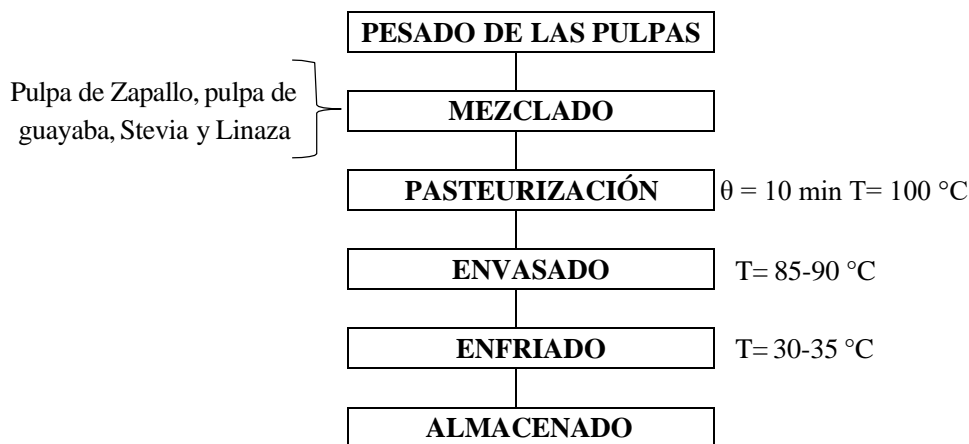 PESADO DE LAS PULPAS
Pulpa de Zapallo, pulpa de
guayaba, Stevia y Linaza
MEZCLADO
PASTEURIZACIÓN
θ = 10 min T= 100 °C
ENVASADO
T= 85-90 °C
ENFRIADO
T= 30-35 °C
ALMACENADO